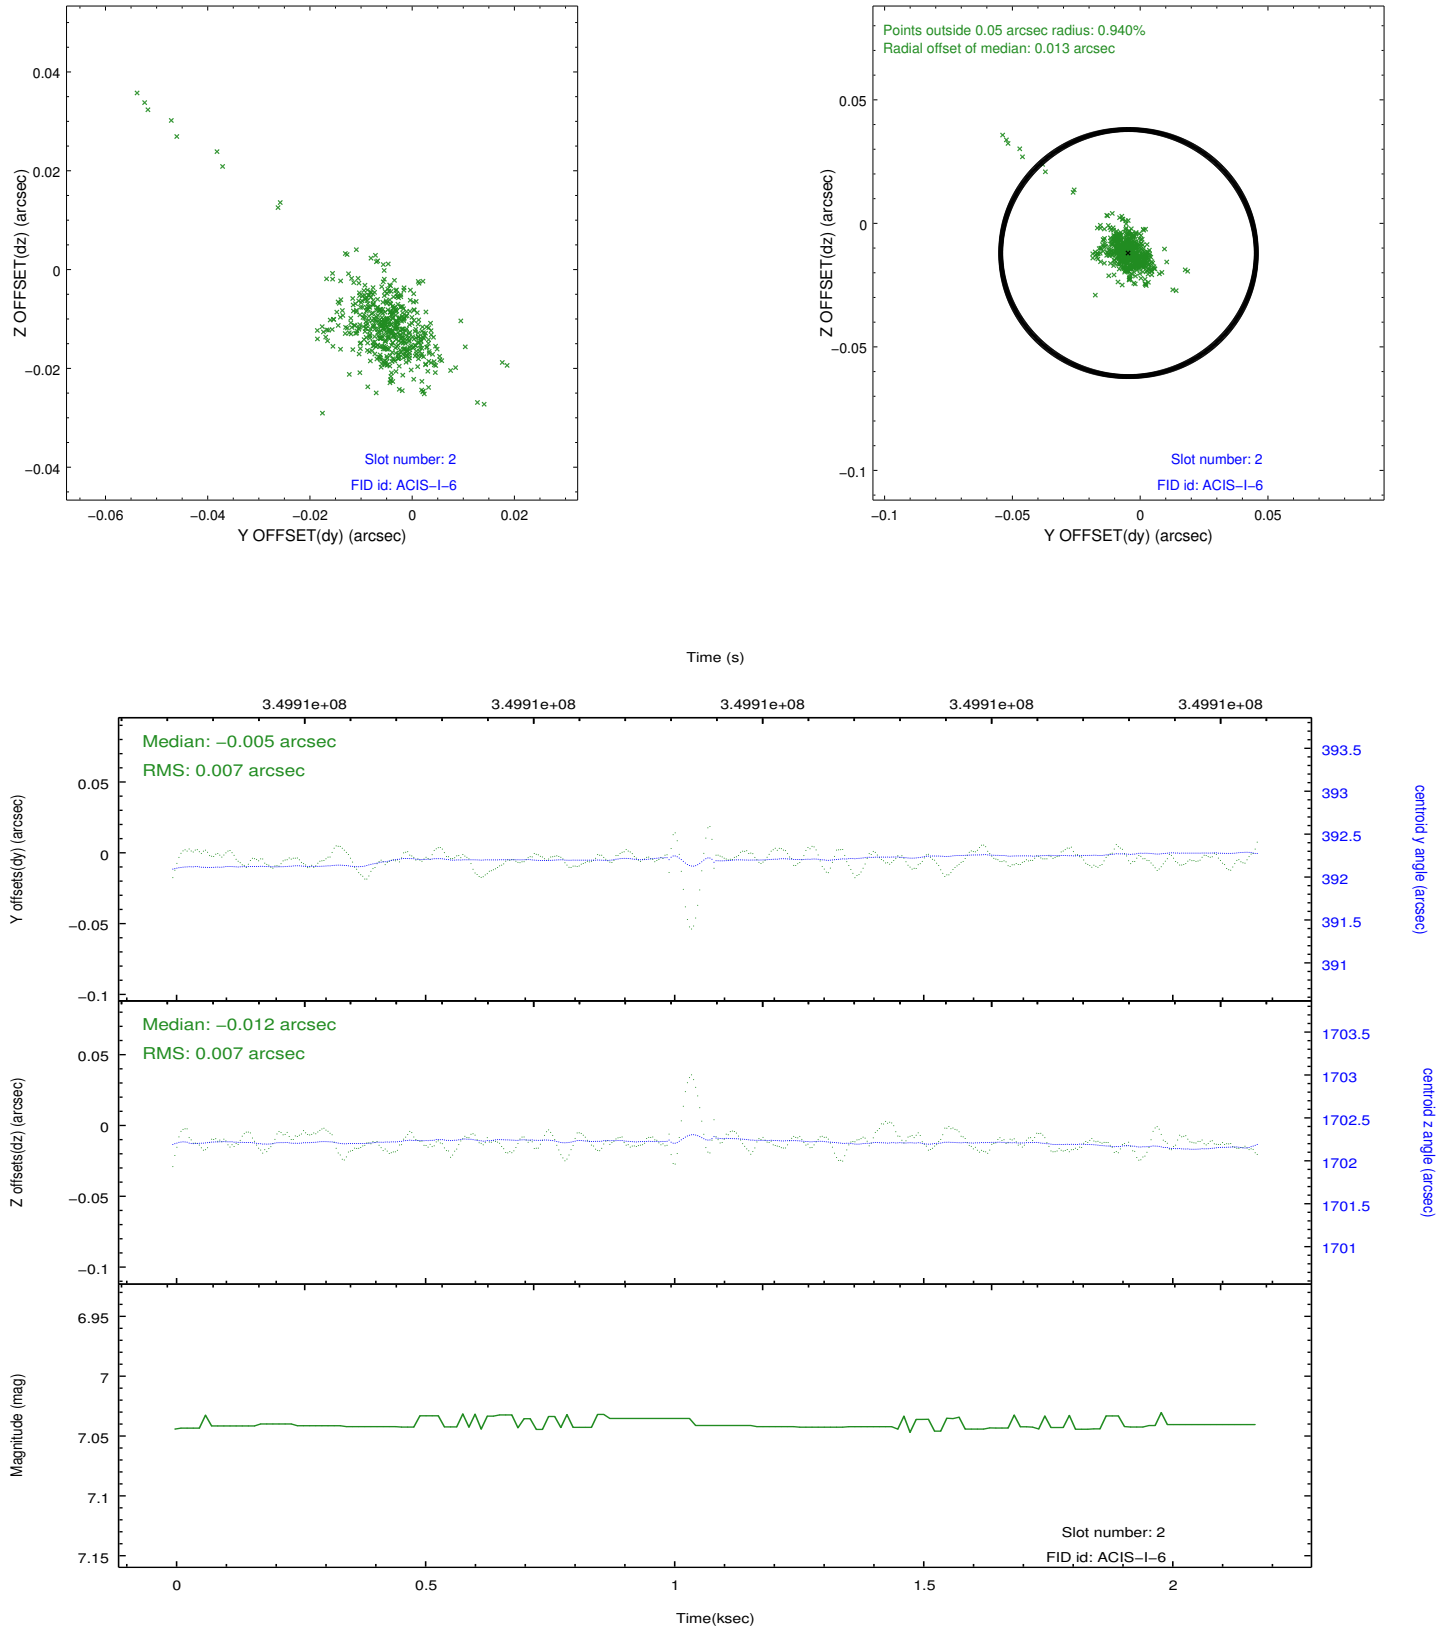 0.04
0.02
0
−0.02
−0.04
Z OFFSET(dz) (arcsec)
Slot number: 2
FID id: ACIS−I−6
−0.06 −0.04 −0.02 0 0.02
Y OFFSET(dy) (arcsec)
Points outside 0.05 arcsec radius: 0.940%
Radial offset of median: 0.013 arcsec
0.05
0
−0.05
−0.1
Z OFFSET(dz) (arcsec)
Slot number: 2
FID id: ACIS−I−6
−0.1 −0.05 0 0.05
Y OFFSET(dy) (arcsec)
Time (s)
3.4991e+08 3.4991e+08 3.4991e+08 3.4991e+08 3.4991e+08
Median: −0.005 arcsec
RMS: 0.007 arcsec
0.05
0
−0.05
−0.1
Y offsets(dy) (arcsec)
393.5
393
392.5
392
391.5
391
centroid y angle (arcsec)
Median: −0.012 arcsec
RMS: 0.007 arcsec
0.05
0
−0.05
−0.1
Z offsets(dz) (arcsec)
1703.5
1703
1702.5
1702
1701.5
1701
centroid z angle (arcsec)
6.95
7
7.05
7.1
7.15
Magnitude (mag)
Slot number: 2
FID id: ACIS−I−6
0 0.5 1 1.5 2
Time(ksec)